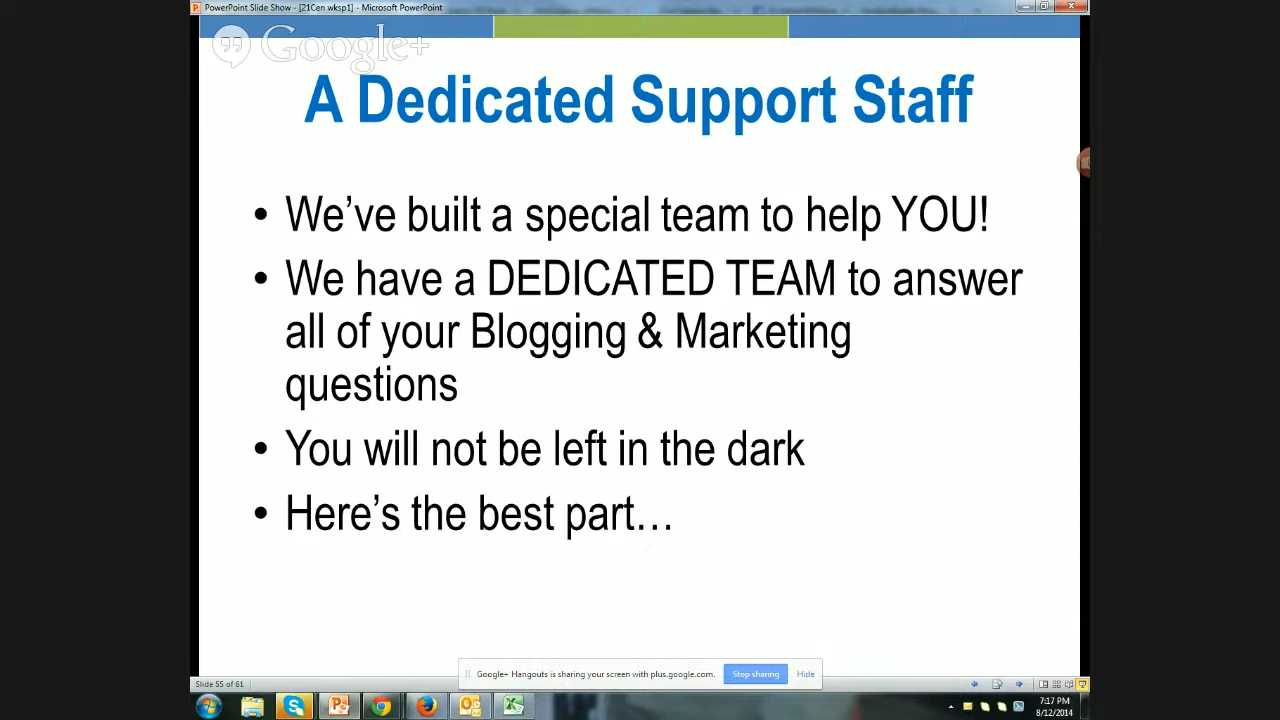 PowerPoint Slide Show - [21Cen wksp1] - Microsoft PowerPoint
Google+
A Dedicated Support Staff
• We’ve built a special team to help YOU!
• We have a DEDICATED TEAM to answer
all of your Blogging & Marketing
questions
• You will not be left in the dark
• Here’s the best part…
Google+ Hangouts is sharing your screen with plus.google.com.
Stop sharing
Hide
Slide 55 of 61
7:17 PM
8/12/2014